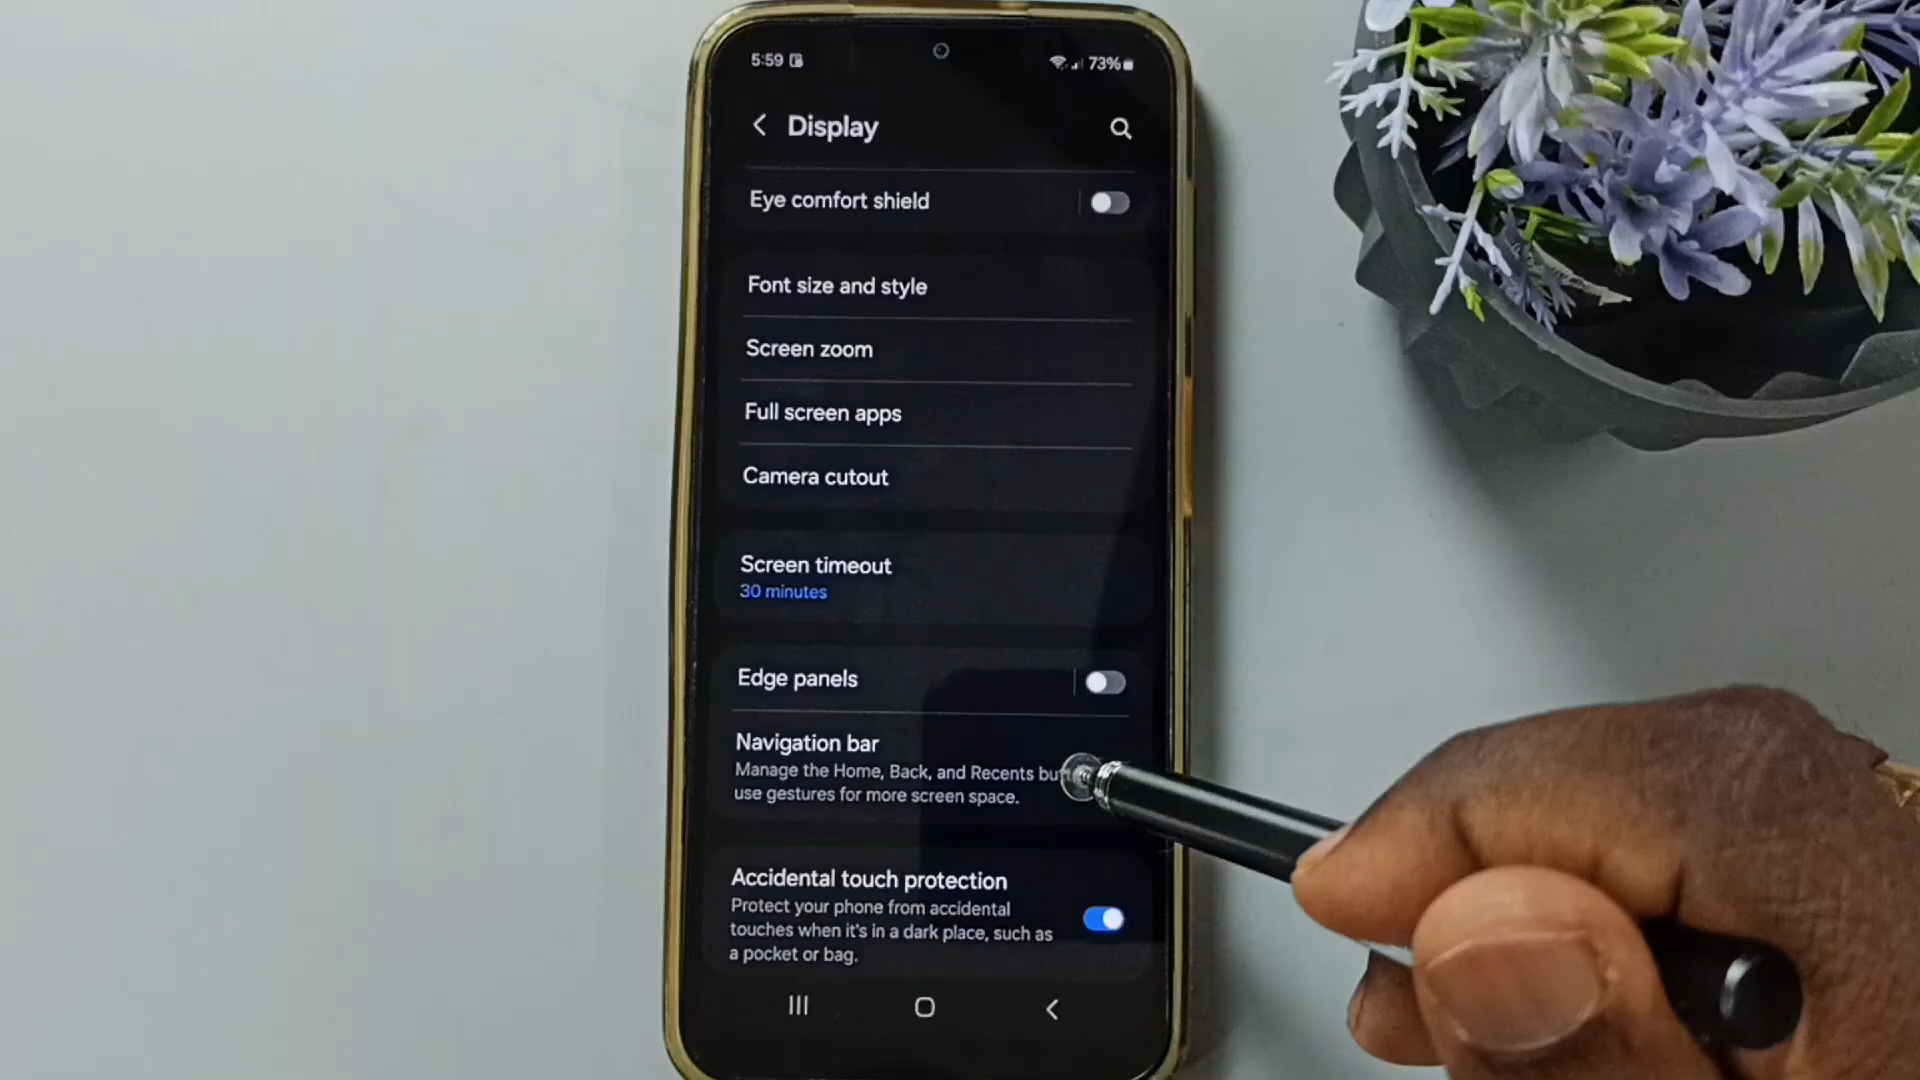 5:59
73%
Display
Eye comfort shield
Font size and style
Screen zoom
Full screen apps
Camera cutout
Screen timeout
30 minutes
Edge panels
Navigation bar
Manage the Home, Back, and Recents
use gestures for more screen space.
Accidental touch protection
Protect your phone from accidental
touches when it's in a dark place, such as
a pocket or bag.